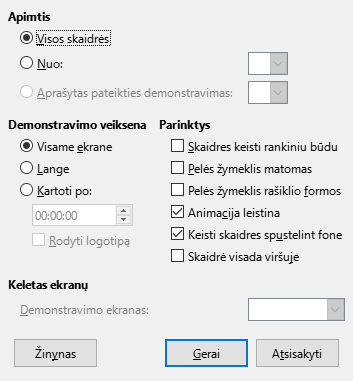 Apimtis
Visos skaidrės
Nuo:
Aprašytas pateikties demonstravimas:
Demonstravimo veiksena
Parinktys
Visame ekrane
Skaidres keisti rankiniu būdu
Lange
Pelės žymeklis matomas
Kartoti po:
Pelės žymeklis rašiklio formos
00:00:00
Animacija leistina
Rodyti logotipą
Keisti skaidres spustelint fone
Skaidrė visada viršuje
Keletas ekranų
Demonstravimo ekranas:
Žinynas
Gerai
Atsisakyti